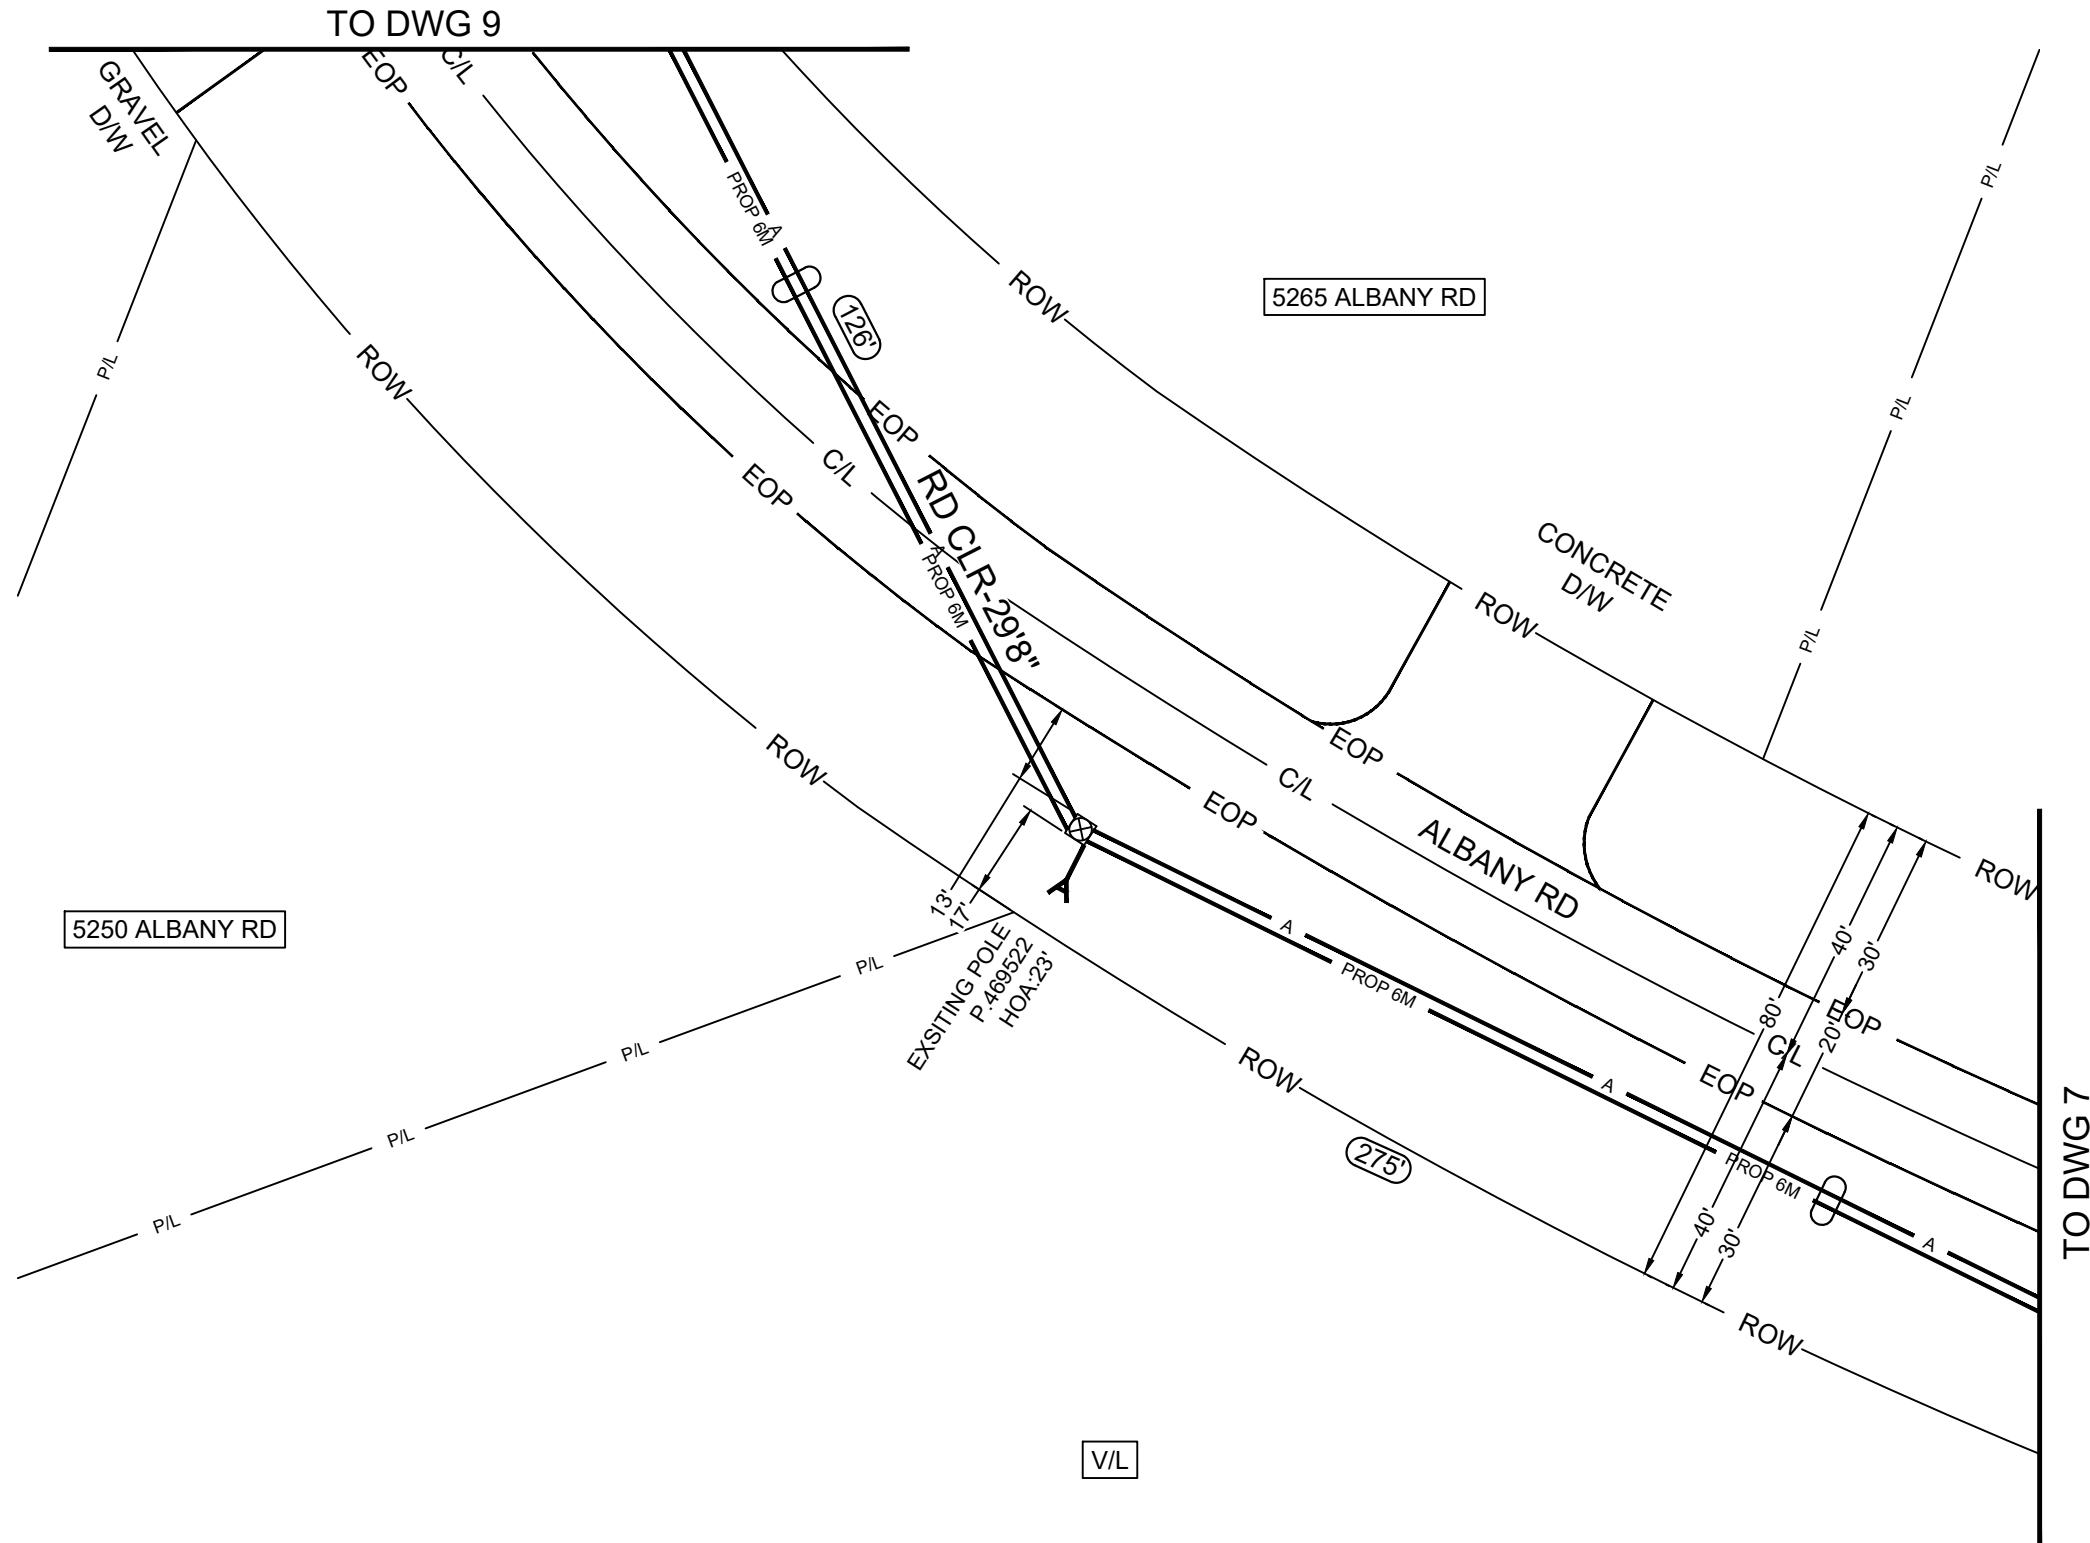 TO DWG 9
GRAVEL
D/W
EOP
C/L
P/L
PROP 6M
A
126'
ROW
5265 ALBANY RD
P/L
P/L
P/L
ROW
EOP
C/L
EOP
RD CLR-29'8"
A
PROP 6M
CONCRETE
D/W
ROW
ROW
EOP
C/L
EOP
ALBANY RD
ROW
13'
17'
5250 ALBANY RD
EXSITING POLE
P.469522
HOA:23'
P/L
P/L
P/L
P/L
A
PROP 6M
ROW
275'
40'
30'
80'
20'
EOP
C/L
EOP
A
PROP 6M
40'
30'
A
ROW
TO DWG 7
V/L